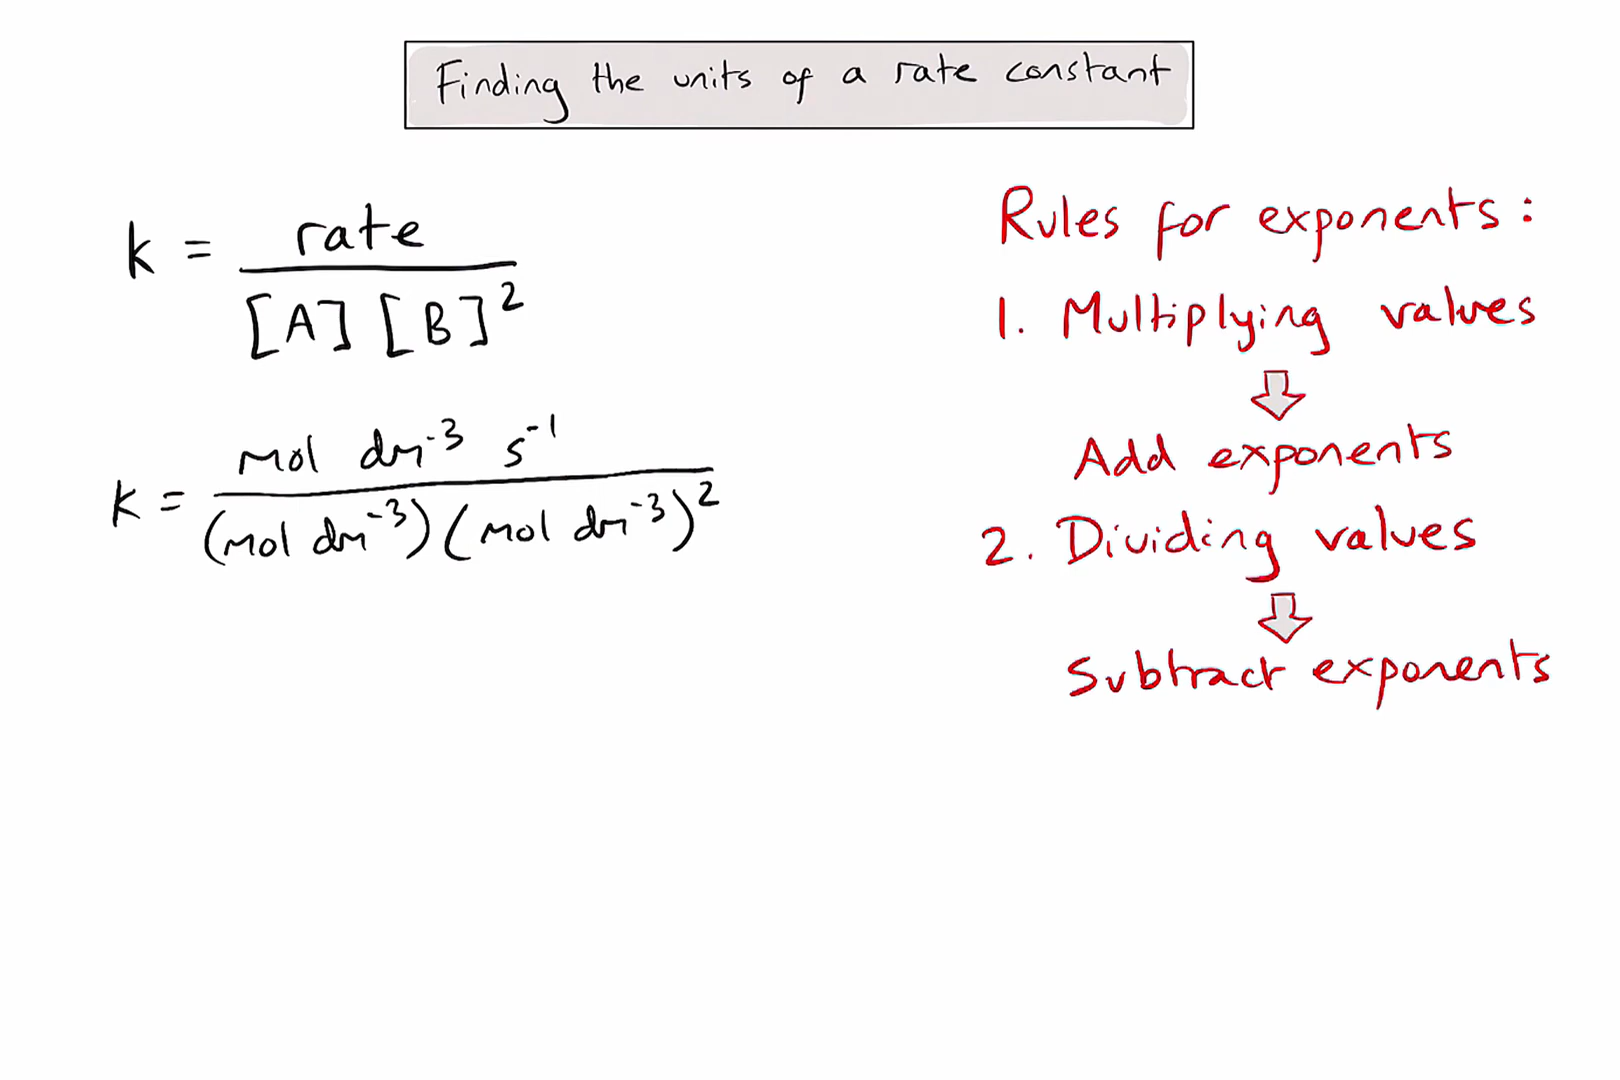 Finding the units of a rate constant
k = rate / [A] [B]²
k = mol dm⁻³ s⁻¹ / (mol dm⁻³) (mol dm⁻³)²
Rules for exponents:
1. Multiplying values
Add exponents
2. Dividing values
Subtract exponents